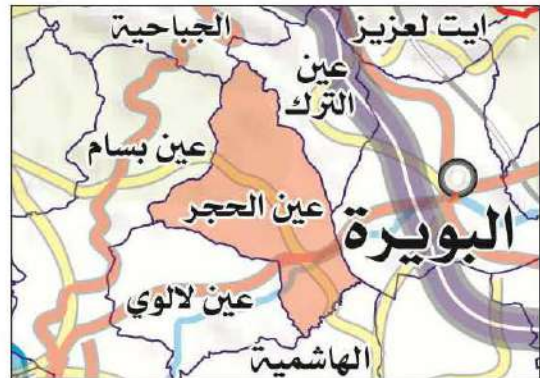 ايت لعزيز
الجباحية
عين
الترك
عين بسام
عين الحجر
البويرة
عين لالوي
الهاشمية